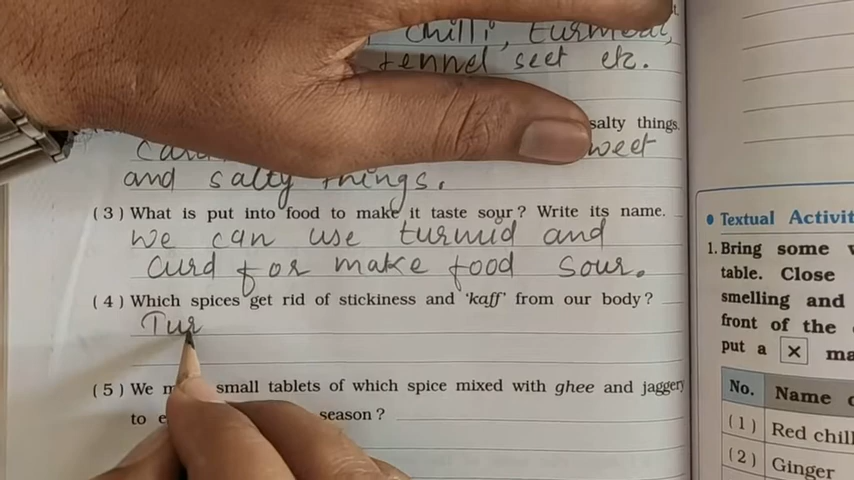 chilli, turmeat,
fennel seet etc.
salty things.
sweet
and salty things.
(3) What is put into food to make it taste sour? Write its name.
we can use turmid and
curd for make food sour.
(4) Which spices get rid of stickiness and 'kaff' from our body?
Tur
(5) We m small tablets of which spice mixed with ghee and jaggery
to e season?
• Textual Activit
1. Bring some v
table. Close
smelling and
front of the
put a ☒ ma
No. Name o
(1) Red chill
(2) Ginger